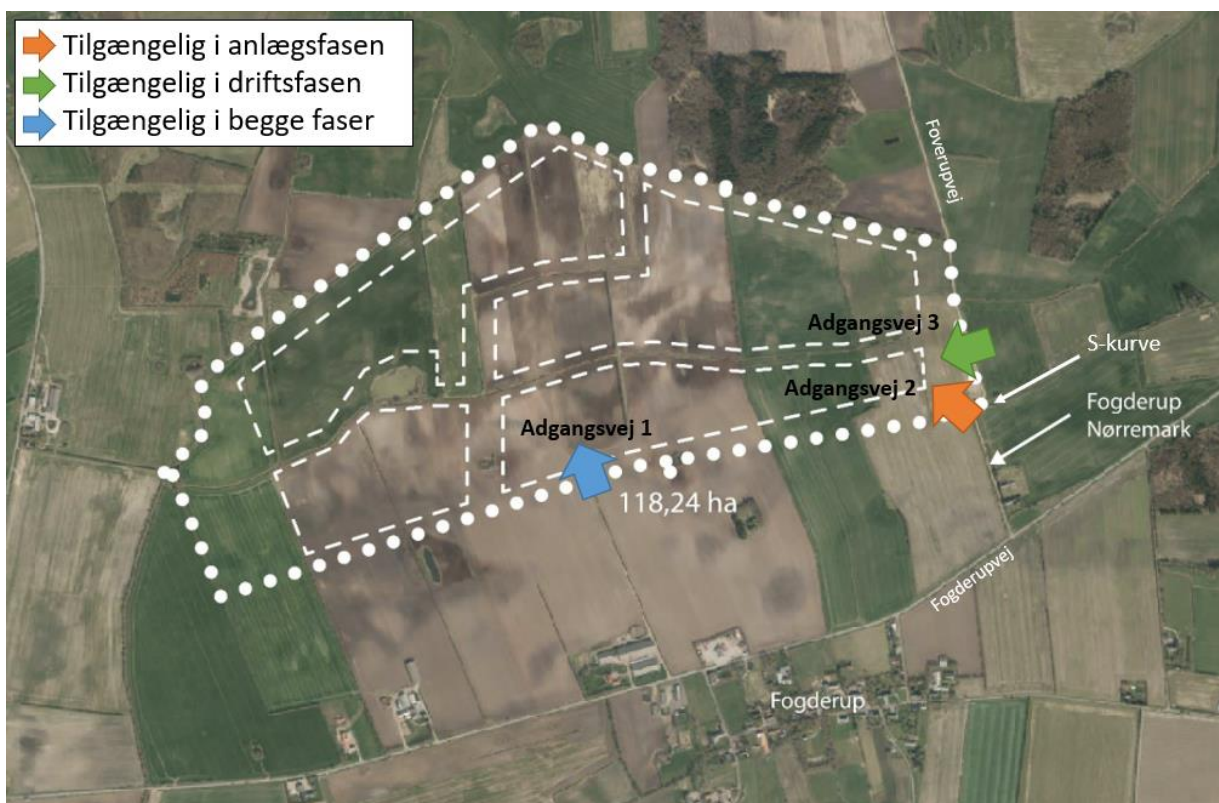 Tilgængelig i anlægsfasen
Tilgængelig i driftsfasen
Tilgængelig i begge faser
Foverupvej
Adgangsvej 3
S-kurve
Adgangsvej 2
Fogderup
Nørremark
Adgangsvej 1
118,24 ha
Fogderupvej
Fogderup